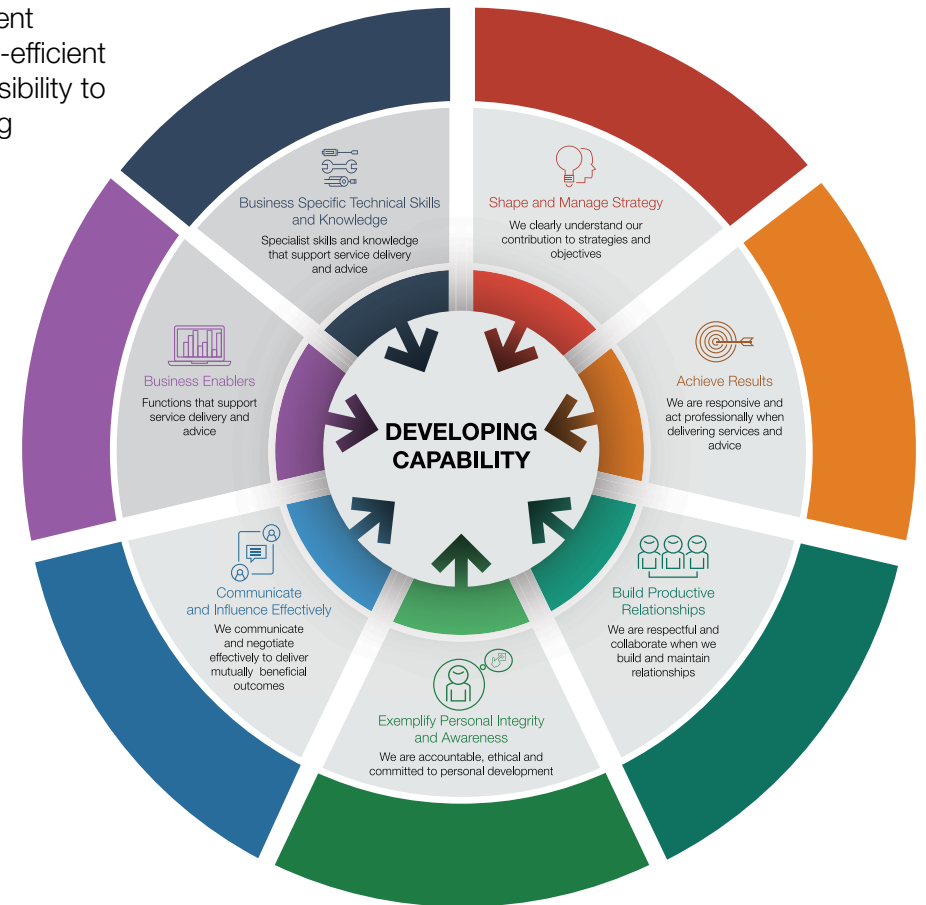 ent
-efficient
sibility to
g
Business Specific Technical Skills
and Knowledge
Specialist skills and knowledge
that support service delivery
and advice
Shape and Manage Strategy
We clearly understand our
contribution to strategies and
objectives
Business Enablers
Functions that support
service delivery and
advice
Achieve Results
We are responsive and
act professionally when
delivering services and
advice
DEVELOPING
CAPABILITY
Communicate
and Influence Effectively
We communicate
and negotiate
effectively to deliver
mutually beneficial
outcomes
Build Productive
Relationships
We are respectful and
collaborate when we
build and maintain
relationships
Exemplify Personal Integrity
and Awareness
We are accountable, ethical and
committed to personal development